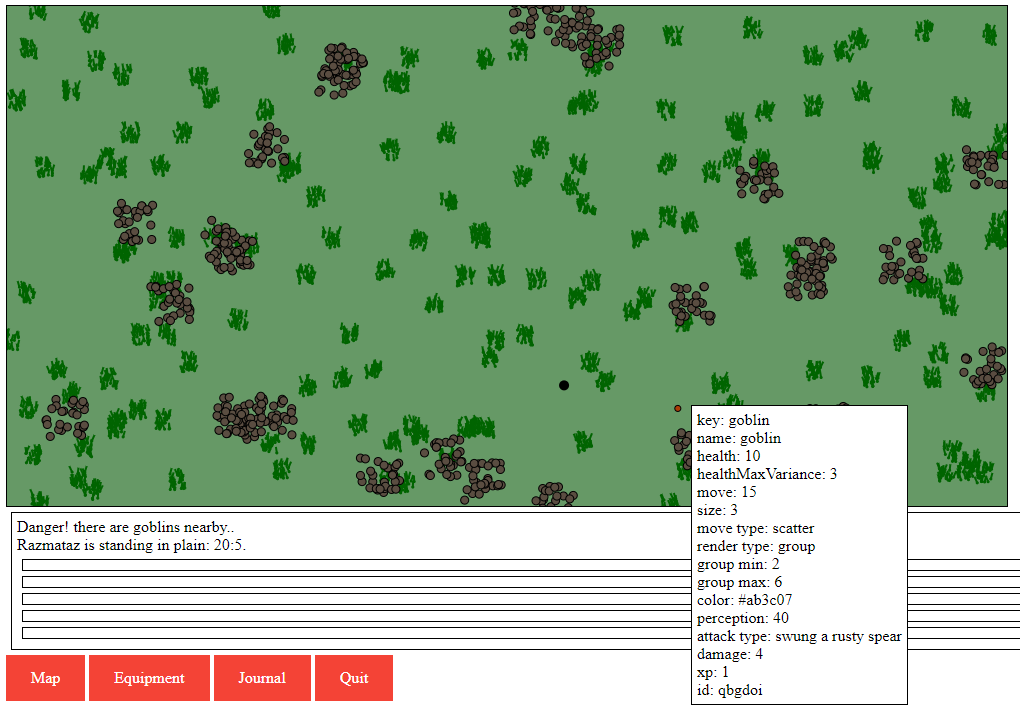 key: goblin
name: goblin
health: 10
healthMaxVariance: 3
move: 15
size: 3
move type: scatter
render type: group
group min: 2
group max: 6
color: #ab3c07
perception: 40
attack type: swung a rusty spear
damage: 4
xp: 1
id: qbgdoi
Danger! there are goblins nearby..
Razmataz is standing in plain: 20:5.
Map
Equipment
Journal
Quit